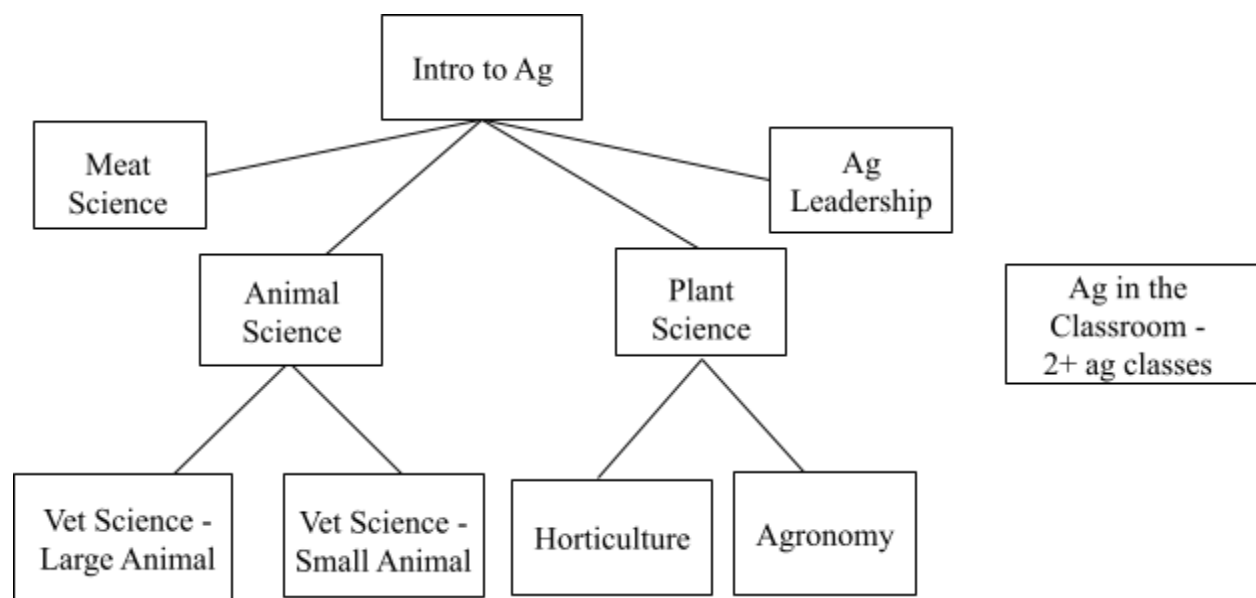 Intro to Ag
Meat
Science
Ag
Leadership
Animal
Science
Plant
Science
Ag in the
Classroom -
2+ ag classes
Vet Science -
Large Animal
Vet Science -
Small Animal
Horticulture
Agronomy